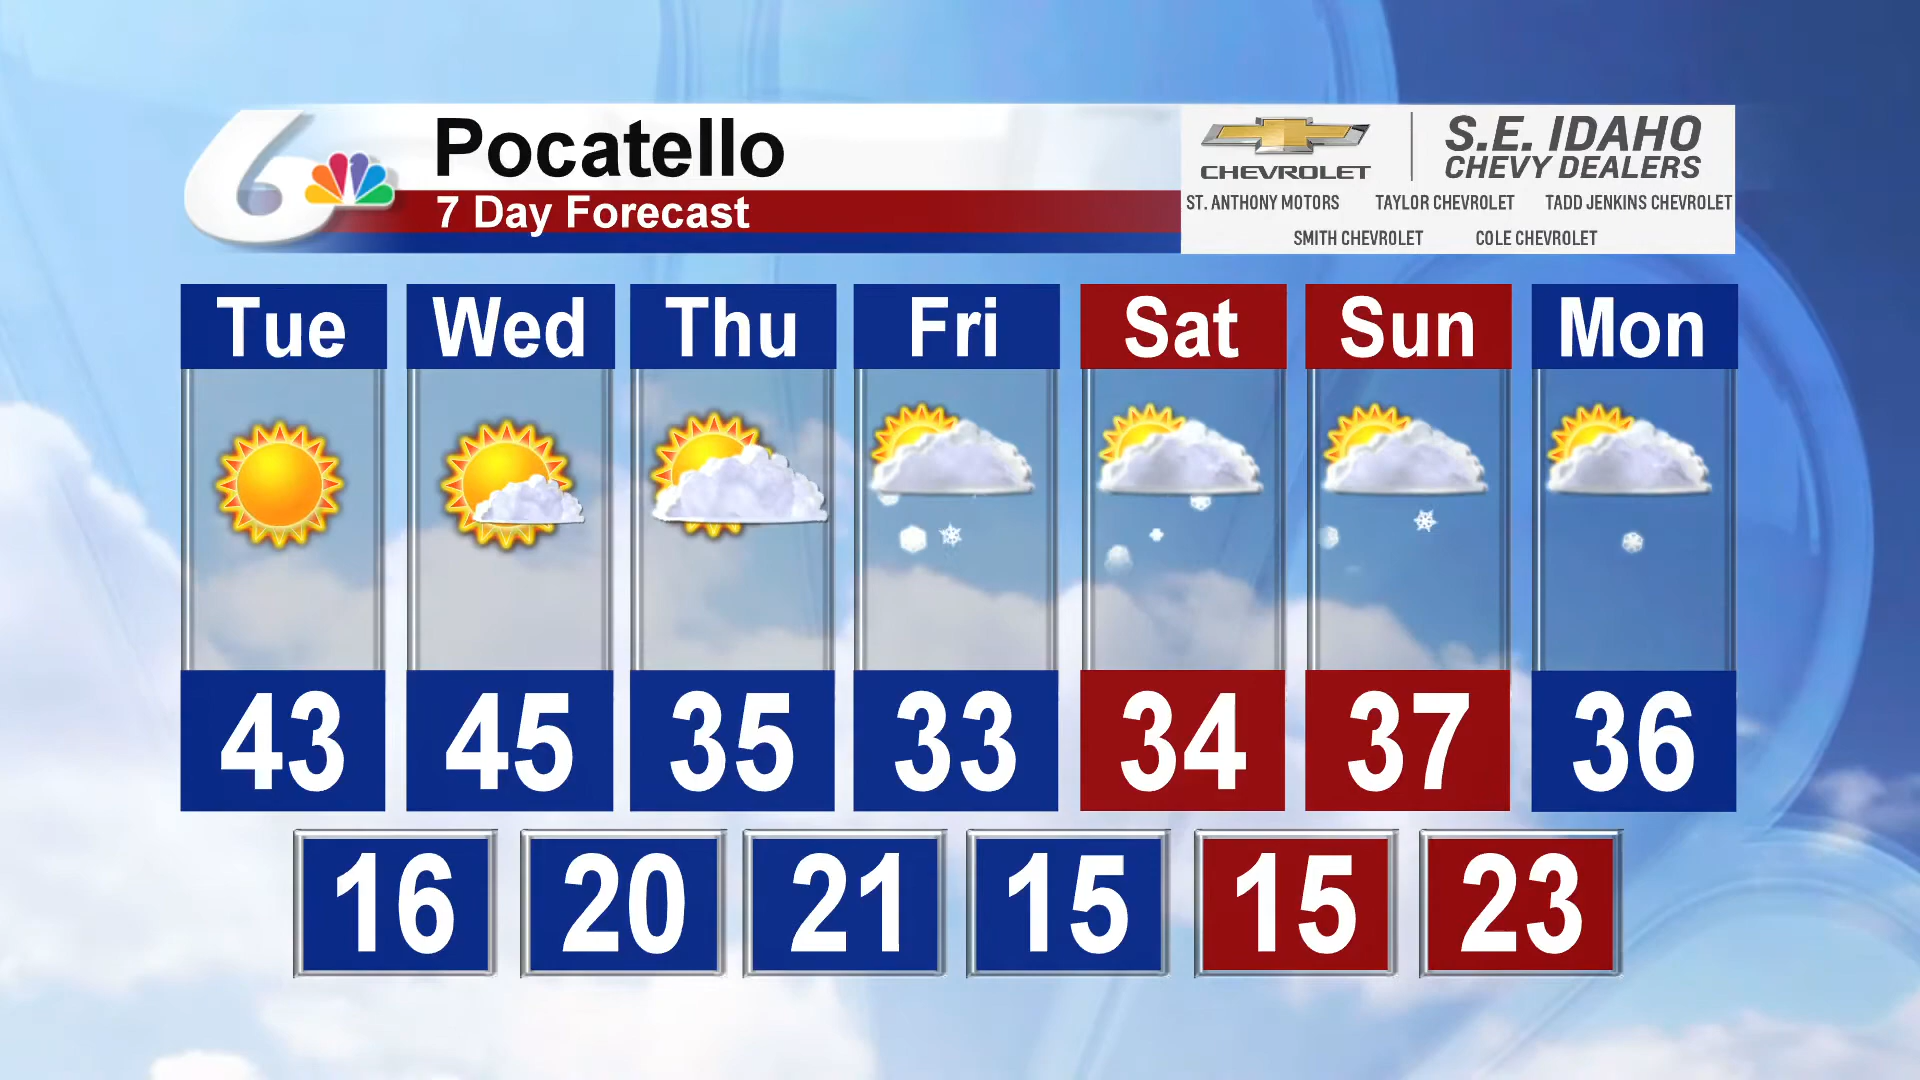 6
Pocatello
7 Day Forecast
CHEVROLET
S.E. IDAHO
CHEVY DEALERS
ST. ANTHONY MOTORS TAYLOR CHEVROLET TADD JENKINS CHEVROLET
SMITH CHEVROLET COLE CHEVROLET
Tue Wed Thu Fri Sat Sun Mon
43 45 35 33 34 37 36
16 20 21 15 15 23